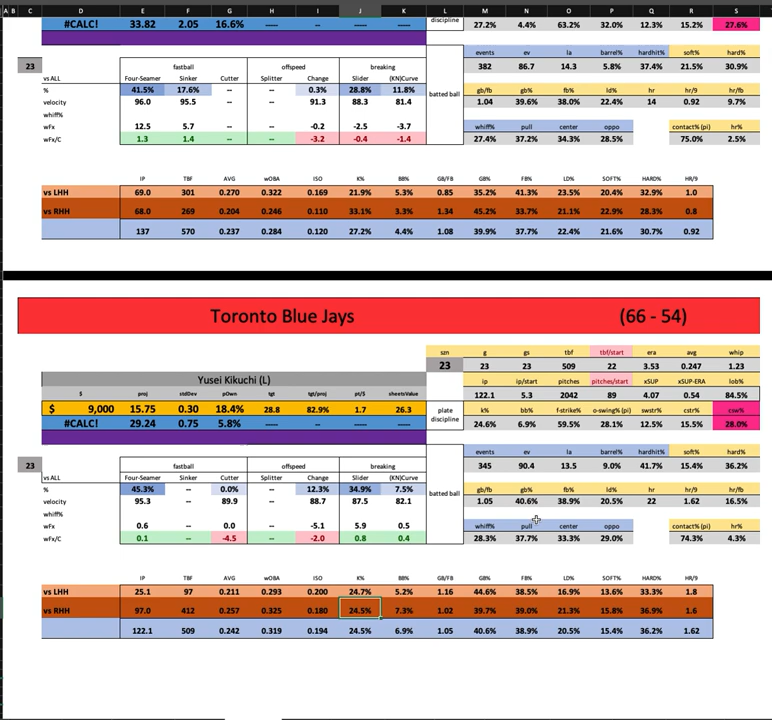 A B C D E F G H I J K L M N O P Q R S
#CALC! 33.82 2.05 16.6% ----- -- ----- ----- discipline 27.2% 4.4% 63.2% 32.0% 12.3% 15.2% 27.6%
events ev la barrel% hardhit% soft% hard%
23 fastball offspeed breaking 382 86.7 14.3 5.8% 37.4% 21.5% 30.9%
vs ALL Four-Seamer Sinker Cutter Splitter Change Slider (KN)Curve
% 41.5% 17.6% -- -- 0.3% 28.8% 11.8% batted ball gb/fb gb% fb% ld% hr hr/9 hr/fb
velocity 96.0 95.5 -- -- 91.3 88.3 81.4 1.04 39.6% 38.0% 22.4% 14 0.92 9.7%
whiff%
wFx 12.5 5.7 -- -- -0.2 -2.5 -3.7 whiff% pull center oppo contact% (pi) hr%
wFx/C 1.3 1.4 -- -- -3.2 -0.4 -1.4 27.4% 37.2% 34.3% 28.5% 75.0% 2.5%
IP TBF AVG wOBA ISO K% BB% GB/FB GB% FB% LD% SOFT% HARD% HR/9
vs LHH 69.0 301 0.270 0.322 0.169 21.9% 5.3% 0.85 35.2% 41.3% 23.5% 20.4% 32.9% 1.0
vs RHH 68.0 269 0.204 0.246 0.110 33.1% 3.3% 1.34 45.2% 33.7% 21.1% 22.9% 28.3% 0.8
137 570 0.237 0.284 0.120 27.2% 4.4% 1.08 39.9% 37.7% 22.4% 21.6% 30.7% 0.92
Toronto Blue Jays (66 - 54)
szn g gs tbf tbf/start era avg whip
23 23 23 509 22 3.53 0.247 1.23
Yusei Kikuchi (L) ip ip/start pitches pitches/start xSUP xSUP-ERA lob%
$ proj stdDev pOwn tgt tgt/proj pt/$ sheetsValue 122.1 5.3 2042 89 4.07 0.54 84.5%
$ 9,000 15.75 0.30 18.4% 28.8 82.9% 1.7 26.3 plate discipline k% bb% f-strike% o-swing% (pi) swstr% cstr% csw%
#CALC! 29.24 0.75 5.8% ----- -- ----- ----- 24.6% 6.9% 59.5% 28.1% 12.5% 15.5% 28.0%
events ev la barrel% hardhit% soft% hard%
23 fastball offspeed breaking 345 90.4 13.5 9.0% 41.7% 15.4% 36.2%
vs ALL Four-Seamer Sinker Cutter Splitter Change Slider (KN)Curve
% 45.3% -- 0.0% -- 12.3% 34.9% 7.5% batted ball gb/fb gb% fb% ld% hr hr/9 hr/fb
velocity 95.3 -- 89.9 -- 88.7 87.5 82.1 1.05 40.6% 38.9% 20.5% 22 1.62 16.5%
whiff%
wFx 0.6 -- 0.0 -- -5.1 5.9 0.5 whiff% pull center oppo contact% (pi) hr%
wFx/C 0.1 -- -4.5 -- -2.0 0.8 0.4 28.3% 37.7% 33.3% 29.0% 74.3% 4.3%
IP TBF AVG wOBA ISO K% BB% GB/FB GB% FB% LD% SOFT% HARD% HR/9
vs LHH 25.1 97 0.211 0.293 0.200 24.7% 5.2% 1.16 44.6% 38.5% 16.9% 13.6% 33.3% 1.8
vs RHH 97.0 412 0.257 0.325 0.180 24.5% 7.3% 1.02 39.7% 39.0% 21.3% 15.8% 36.9% 1.6
122.1 509 0.242 0.319 0.194 24.5% 6.9% 1.05 40.6% 38.9% 20.5% 15.4% 36.2% 1.62